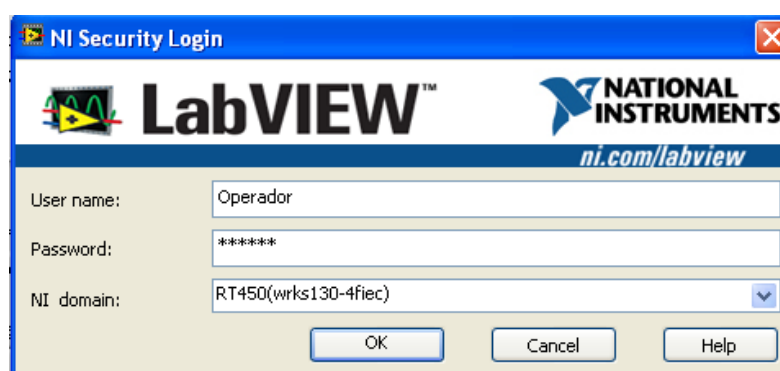 NI Security Login
LabVIEW™
NATIONAL
INSTRUMENTS
ni.com/labview
User name: Operador
Password: ******
NI domain: RT450(wrks130-4fiec)
OK Cancel Help